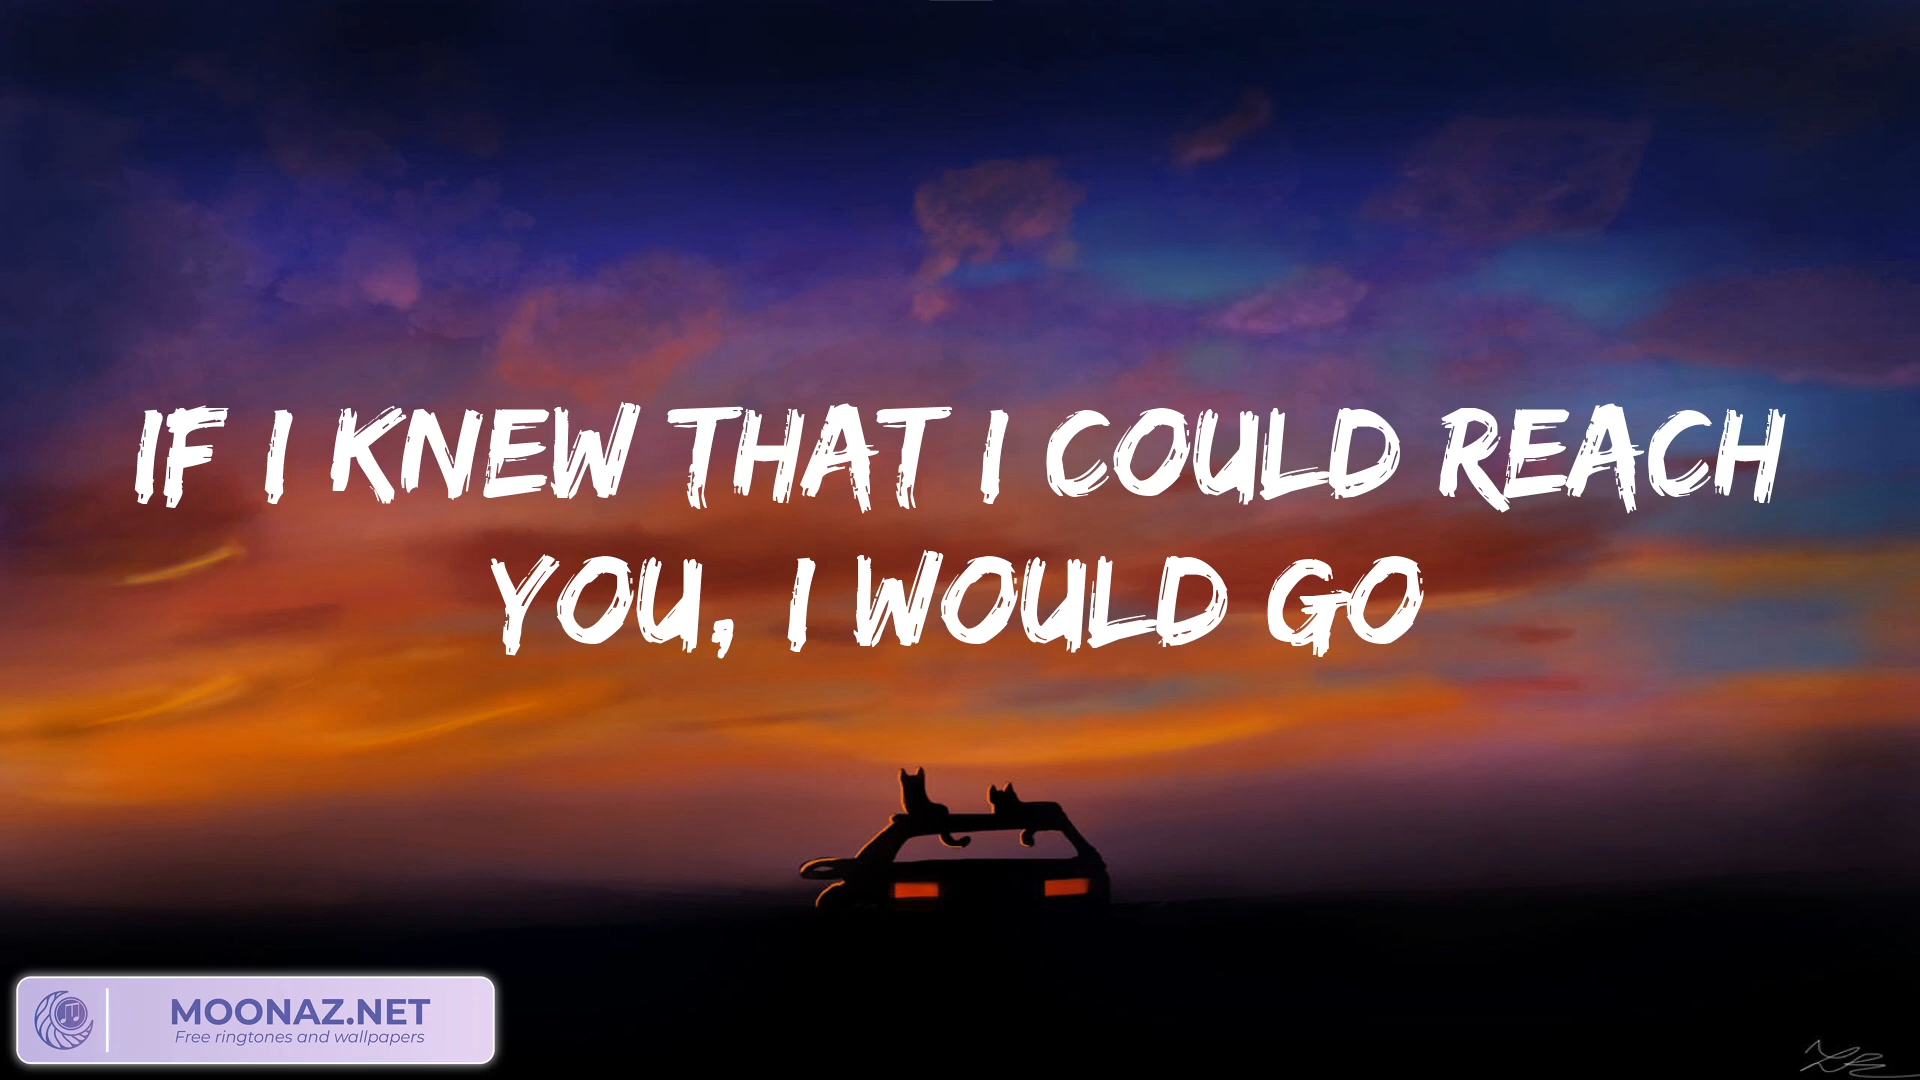 IF I KNEW THAT I COULD REACH
YOU, I WOULD GO
MOONAZ.NET
Free ringtones and wallpapers